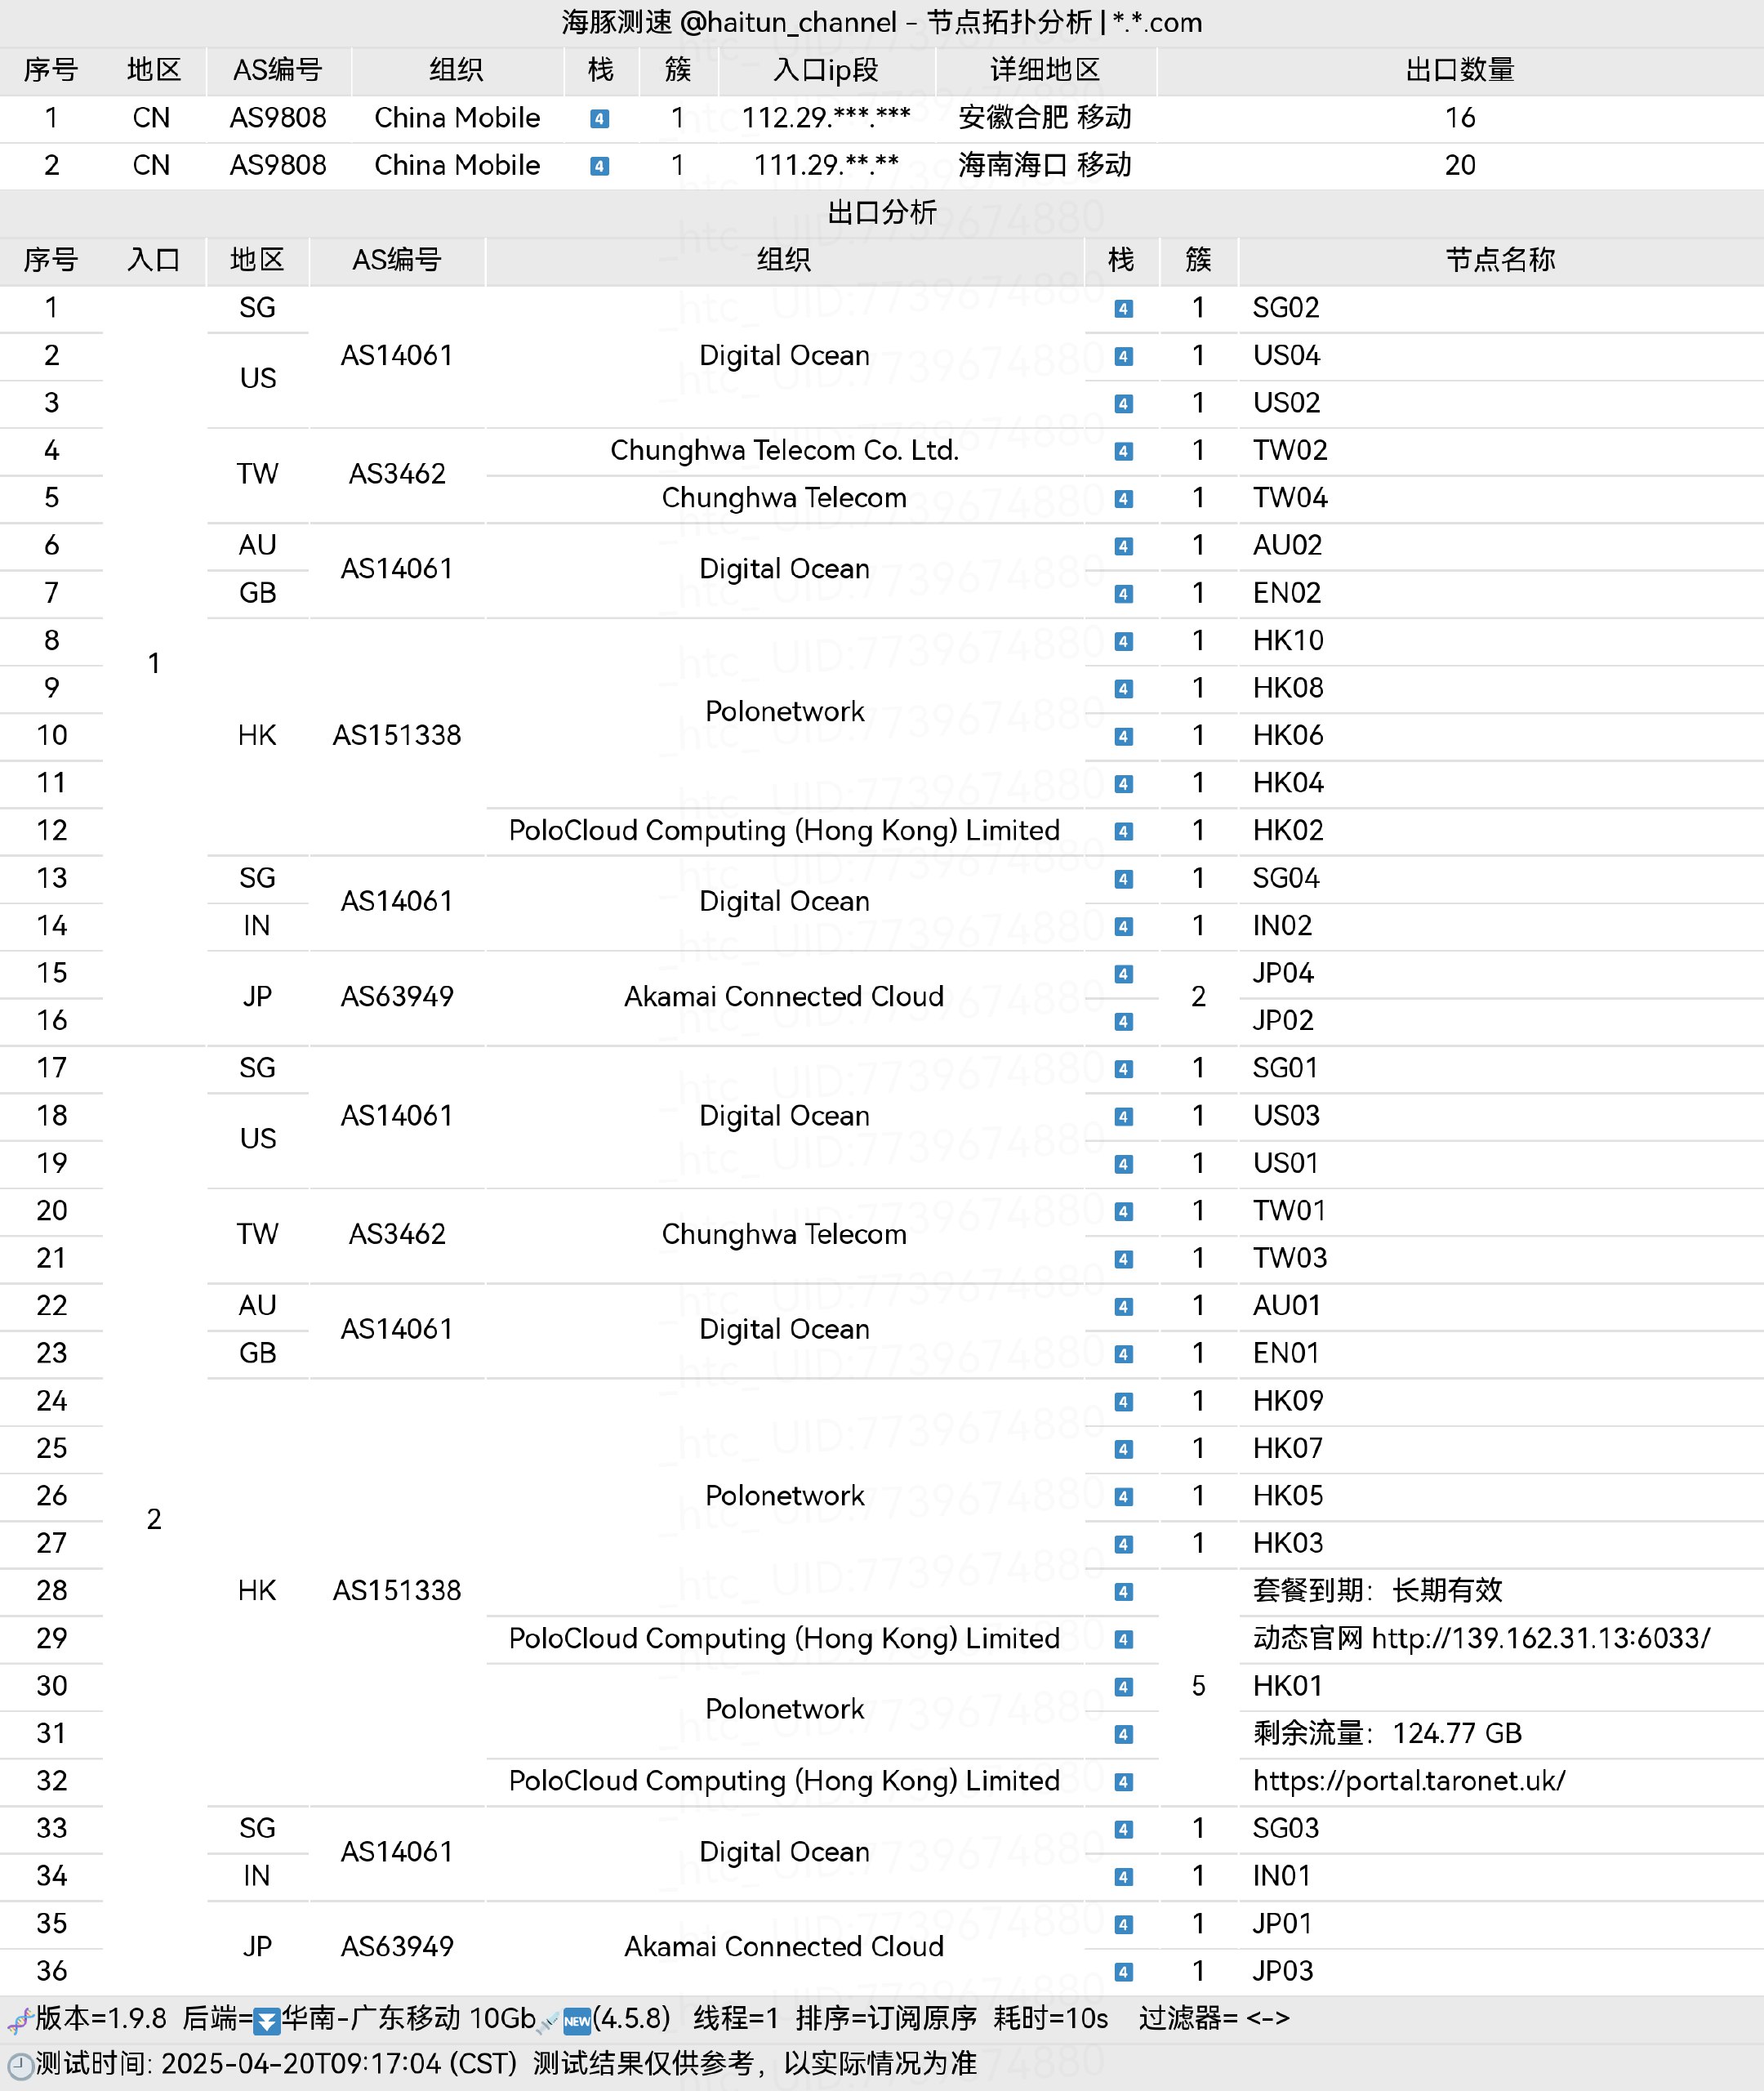 海豚测速 @haitun_channel - 节点拓扑分析 | *.*.com
序号 地区 AS编号 组织 栈 簇 入口ip段 详细地区 出口数量
1 CN AS9808 China Mobile 4 1 112.29.***.*** 安徽合肥 移动 16
2 CN AS9808 China Mobile 4 1 111.29.**.** 海南海口 移动 20
出口分析
序号 入口 地区 AS编号 组织 栈 簇 节点名称
1 1 SG AS14061 Digital Ocean 4 1 SG02
2 US 4 1 US04
3 4 1 US02
4 TW AS3462 Chunghwa Telecom Co. Ltd. 4 1 TW02
5 Chunghwa Telecom 4 1 TW04
6 AU AS14061 Digital Ocean 4 1 AU02
7 GB 4 1 EN02
8 HK AS151338 Polonetwork 4 1 HK10
9 4 1 HK08
10 4 1 HK06
11 4 1 HK04
12 PoloCloud Computing (Hong Kong) Limited 4 1 HK02
13 SG AS14061 Digital Ocean 4 1 SG04
14 IN 4 1 IN02
15 JP AS63949 Akamai Connected Cloud 4 2 JP04
16 4 JP02
17 2 SG AS14061 Digital Ocean 4 1 SG01
18 US 4 1 US03
19 4 1 US01
20 TW AS3462 Chunghwa Telecom 4 1 TW01
21 4 1 TW03
22 AU AS14061 Digital Ocean 4 1 AU01
23 GB 4 1 EN01
24 HK AS151338 Polonetwork 4 1 HK09
25 4 1 HK07
26 4 1 HK05
27 4 1 HK03
28 4 5 套餐到期：长期有效
29 PoloCloud Computing (Hong Kong) Limited 4 动态官网 http://139.162.31.13:6033/
30 Polonetwork 4 HK01
31 4 剩余流量：124.77 GB
32 PoloCloud Computing (Hong Kong) Limited 4 https://portal.taronet.uk/
33 SG AS14061 Digital Ocean 4 1 SG03
34 IN 4 1 IN01
35 JP AS63949 Akamai Connected Cloud 4 1 JP01
36 4 1 JP03
版本=1.9.8 后端=⏬华南-广东移动 10Gb NEW(4.5.8) 线程=1 排序=订阅原序 耗时=10s 过滤器= <->
测试时间: 2025-04-20T09:17:04 (CST) 测试结果仅供参考，以实际情况为准
_htc_ UID:7739674880